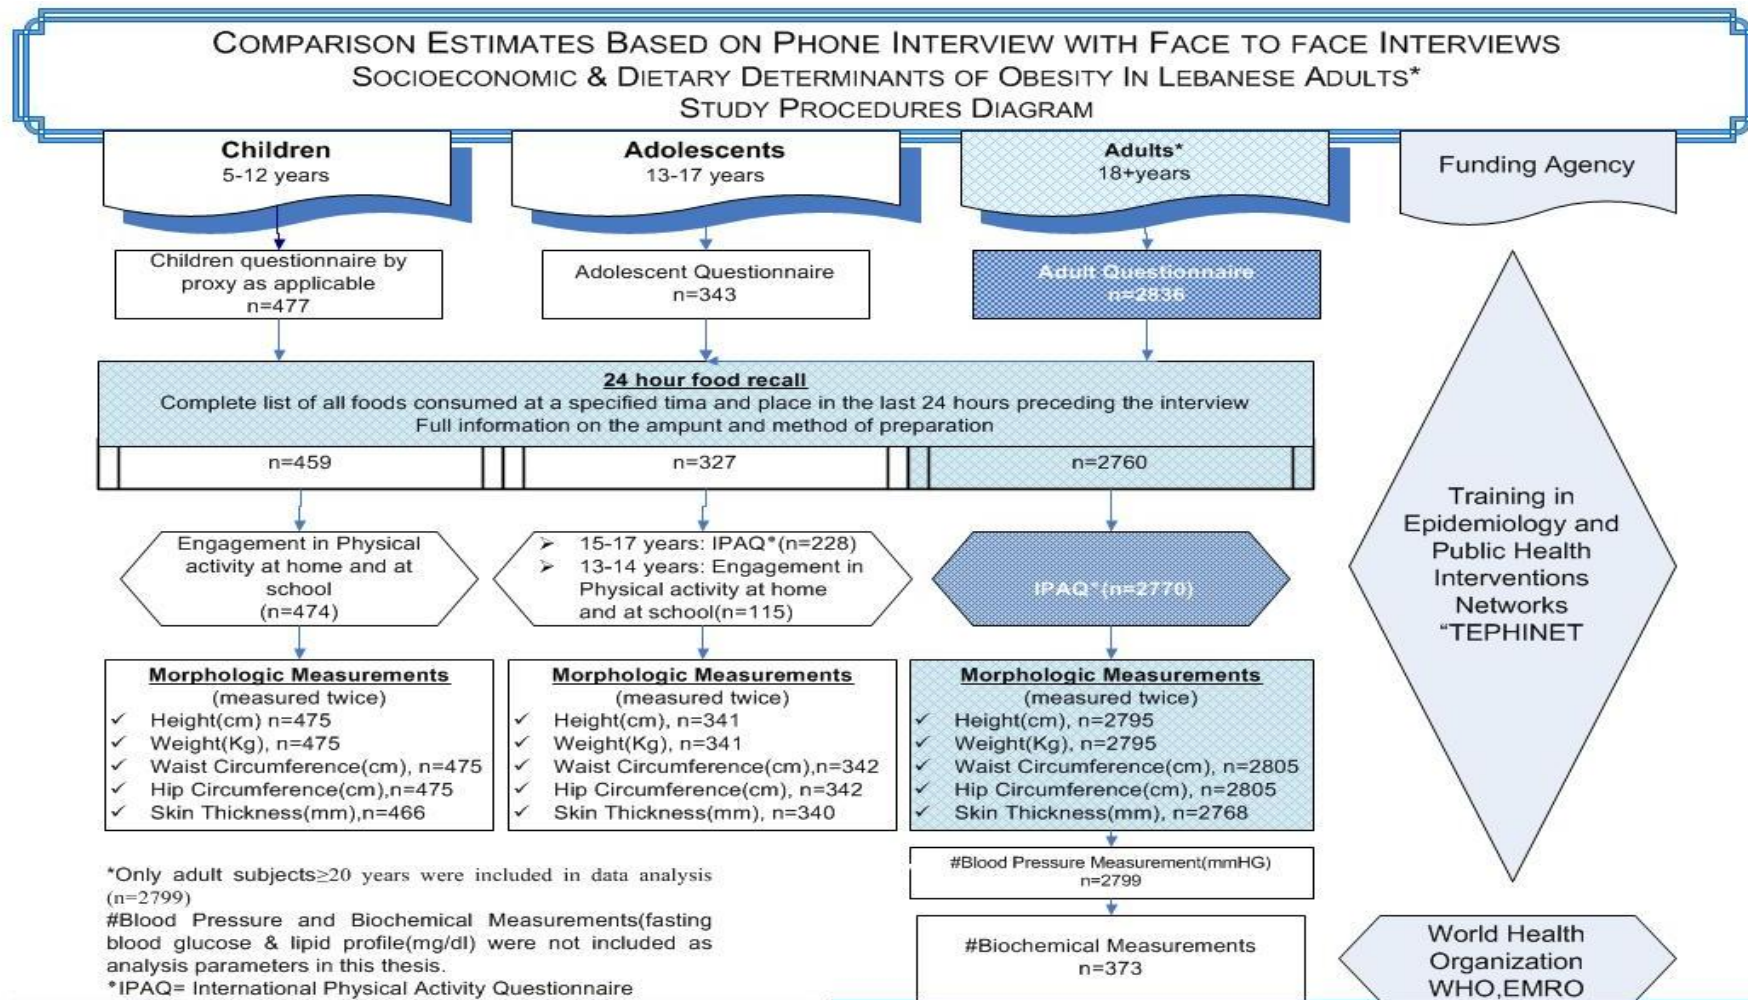 COMPARISON ESTIMATES BASED ON PHONE INTERVIEW WITH FACE TO FACE INTERVIEWS
SOCIOECONOMIC & DIETARY DETERMINANTS OF OBESITY IN LEBANESE ADULTS*
STUDY PROCEDURES DIAGRAM
Children
5-12 years
Adolescents
13-17 years
Adults*
18+years
Funding Agency
Children questionnaire by
proxy as applicable
n=477
Adolescent Questionnaire
n=343
Adult Questionnaire
n=2836
24 hour food recall
Complete list of all foods consumed at a specified tima and place in the last 24 hours preceding the interview
Full information on the ampunt and method of preparation
n=459
n=327
n=2760
Engagement in Physical
activity at home and at
school
(n=474)
➢ 15-17 years: IPAQ*(n=228)
➢ 13-14 years: Engagement in
Physical activity at home
and at school(n=115)
IPAQ*(n=2770)
Training in
Epidemiology and
Public Health
Interventions
Networks
“TEPHINET
Morphologic Measurements
(measured twice)
✓ Height(cm) n=475
✓ Weight(Kg), n=475
✓ Waist Circumference(cm), n=475
✓ Hip Circumference(cm),n=475
✓ Skin Thickness(mm),n=466
Morphologic Measurements
(measured twice)
✓ Height(cm), n=341
✓ Weight(Kg), n=341
✓ Waist Circumference(cm),n=342
✓ Hip Circumference(cm), n=342
✓ Skin Thickness(mm), n=340
Morphologic Measurements
(measured twice)
✓ Height(cm), n=2795
✓ Weight(Kg), n=2795
✓ Waist Circumference(cm), n=2805
✓ Hip Circumference(cm), n=2805
✓ Skin Thickness(mm), n=2768
#Blood Pressure Measurement(mmHG)
n=2799
#Biochemical Measurements
n=373
World Health
Organization
WHO,EMRO
*Only adult subjects≥20 years were included in data analysis
(n=2799)
#Blood Pressure and Biochemical Measurements(fasting
blood glucose & lipid profile(mg/dl) were not included as
analysis parameters in this thesis.
*IPAQ= International Physical Activity Questionnaire